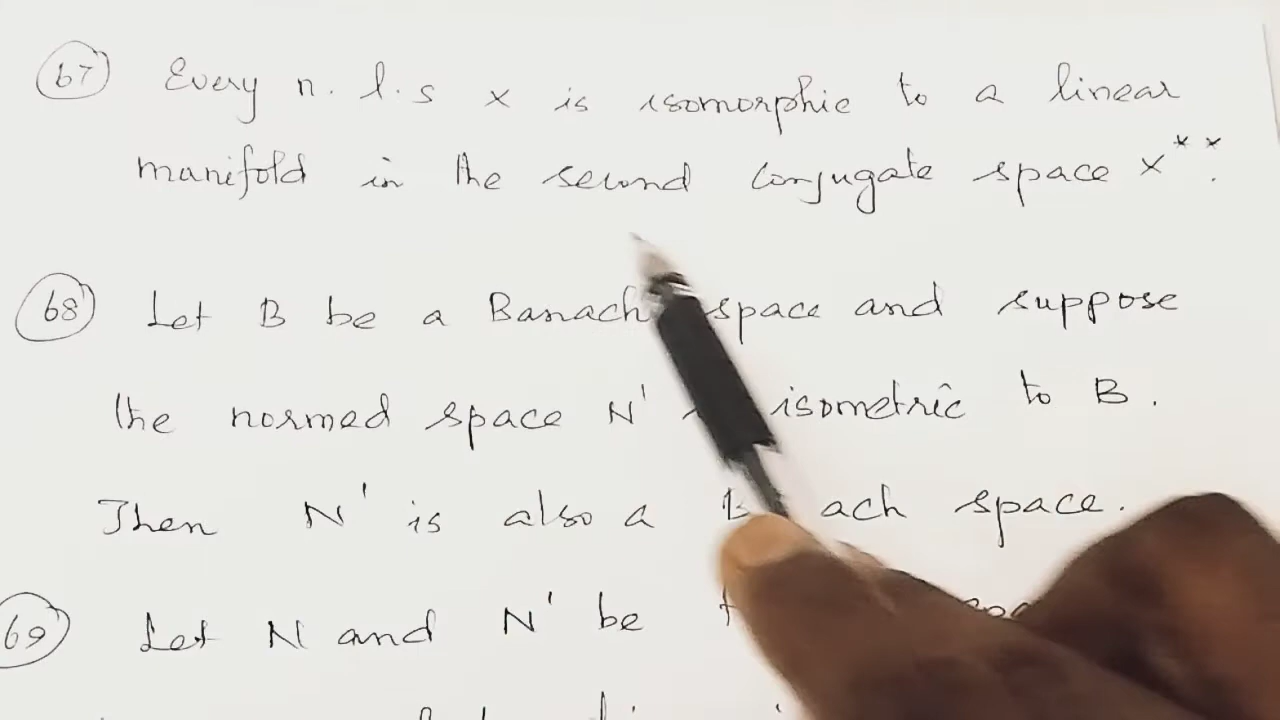 67 Every n. l. s x is isomorphic to a linear
manifold in the second conjugate space x**.
68 Let B be a Banach space and suppose
the normed space N' isometric to B.
Then N' is also a ach space.
69 Let N and N' be